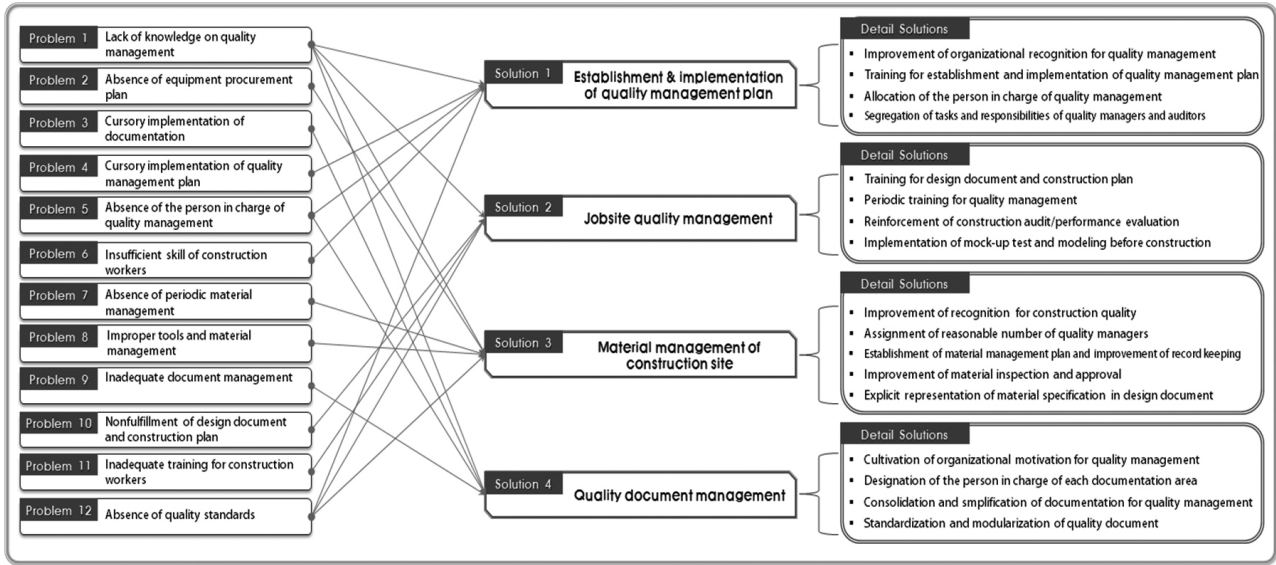 Problem 1
Lack of knowledge on quality
management
Problem 2
Absence of equipment procurement
plan
Problem 3
Cursory implementation of
documentation
Problem 4
Cursory implementation of quality
management plan
Problem 5
Absence of the person in charge of
quality management
Problem 6
Insufficient skill of construction
workers
Problem 7
Absence of periodic material
management
Problem 8
Improper tools and material
management
Problem 9
Inadequate document management
Problem 10
Nonfulfillment of design document
and construction plan
Problem 11
Inadequate training for construction
workers
Problem 12
Absence of quality standards
Solution 1
Establishment & implementation
of quality management plan
Solution 2
Jobsite quality management
Solution 3
Material management of
construction site
Solution 4
Quality document management
Detail Solutions
▪ Improvement of organizational recognition for quality management
▪ Training for establishment and implementation of quality management plan
▪ Allocation of the person in charge of quality management
▪ Segregation of tasks and responsibilities of quality managers and auditors
Detail Solutions
▪ Training for design document and construction plan
▪ Periodic training for quality management
▪ Reinforcement of construction audit/performance evaluation
▪ Implementation of mock-up test and modeling before construction
Detail Solutions
▪ Improvement of recognition for construction quality
▪ Assignment of reasonable number of quality managers
▪ Establishment of material management plan and improvement of record keeping
▪ Improvement of material inspection and approval
▪ Explicit representation of material specification in design document
Detail Solutions
▪ Cultivation of organizational motivation for quality management
▪ Designation of the person in charge of each documentation area
▪ Consolidation and smplification of documentation for quality management
▪ Standardization and modularization of quality document